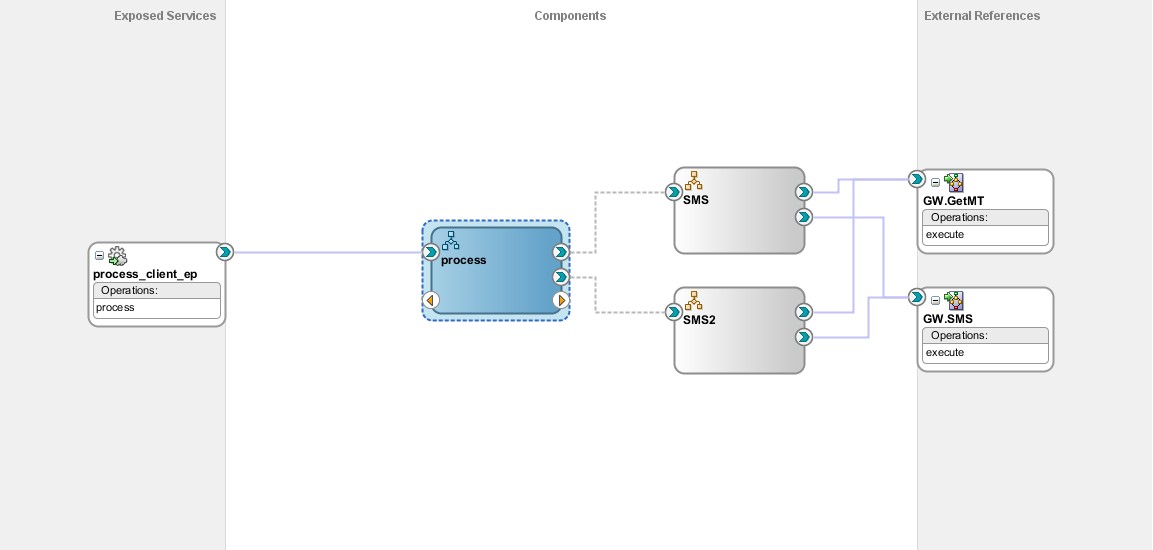 Exposed Services
Components
External References
process_client_ep
Operations:
process
process
SMS
SMS2
GW.GetMT
Operations:
execute
GW.SMS
Operations:
execute